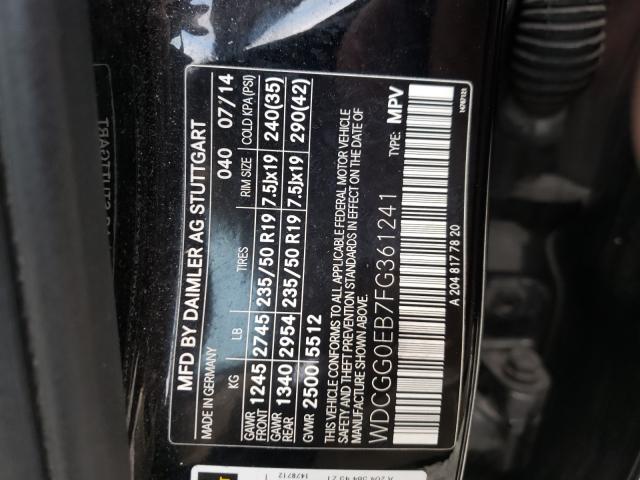 MFD BY DAIMLER AG STUTTGART
MADE IN GERMANY 040 07/14
KG LB TIRES RIM SIZE COLD KPA (PSI)
GAWR FRONT 1245 2745 235/50 R19 7.5Jx19 240(35)
GAWR REAR 1340 2954 235/50 R19 7.5Jx19 290(42)
GVWR 2500 5512
THIS VEHICLE CONFORMS TO ALL APPLICABLE FEDERAL MOTOR VEHICLE
THEFT PREVENTION STANDARDS IN EFFECT ON THE DATE OF
MANUFACTURE SHOWN ABOVE.
WDCGG0EB7FG361241 TYPE: MPV
A 204 817 78 20
1478712